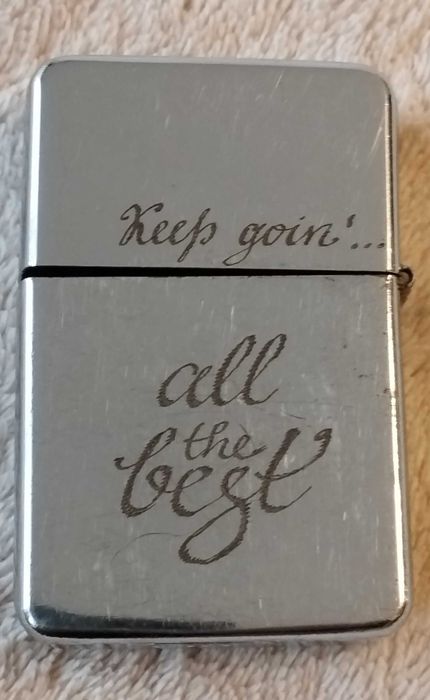 Keep goin'...
all
the
best